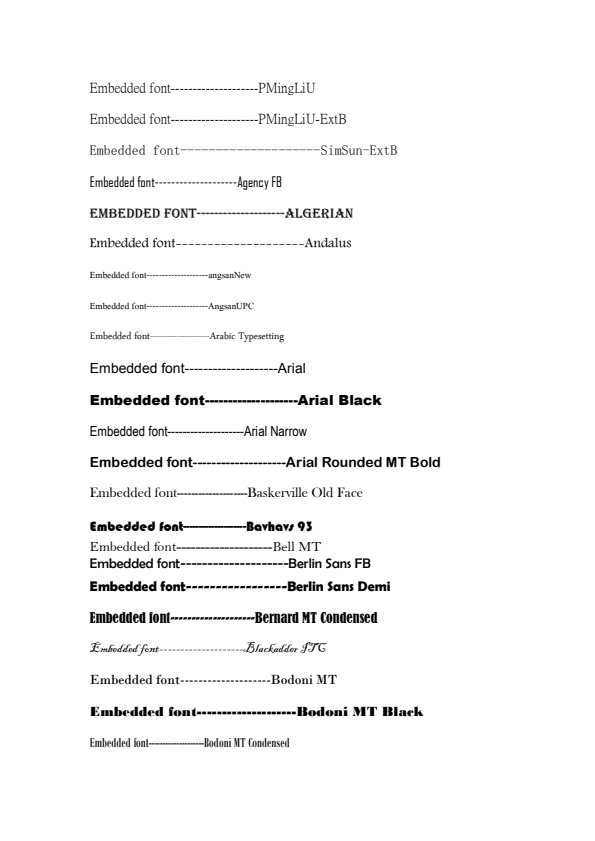 Embedded font--------------------PMingLiU
Embedded font--------------------PMingLiU-ExtB
Embedded font--------------------SimSun-ExtB
Embedded font--------------------Agency FB
EMBEDDED FONT--------------------ALGERIAN
Embedded font--------------------Andalus
Embedded font--------------------angsanNew
Embedded font--------------------AngsanUPC
Embedded font--------------------Arabic Typesetting
Embedded font--------------------Arial
Embedded font--------------------Arial Black
Embedded font--------------------Arial Narrow
Embedded font--------------------Arial Rounded MT Bold
Embedded font--------------------Baskerville Old Face
Embedded font--------------------Bavhavs 93
Embedded font--------------------Bell MT
Embedded font--------------------Berlin Sans FB
Embedded font-----------------Berlin Sans Demi
Embedded font--------------------Bernard MT Condensed
Embedded font--------------------Blackadder ITC
Embedded font--------------------Bodoni MT
Embedded font--------------------Bodoni MT Black
Embedded font--------------------Bodoni MT Condensed